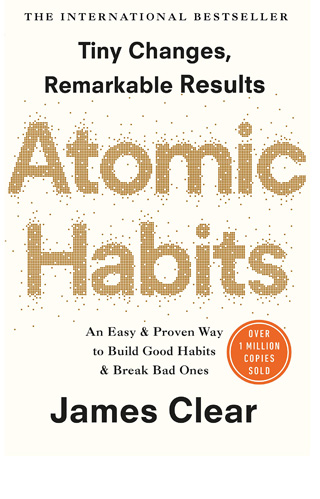 THE INTERNATIONAL BESTSELLER
Tiny Changes,
Remarkable Results
Atomic
Habits
An Easy & Proven Way
to Build Good Habits
& Break Bad Ones
OVER
1 MILLION
COPIES
SOLD
James Clear